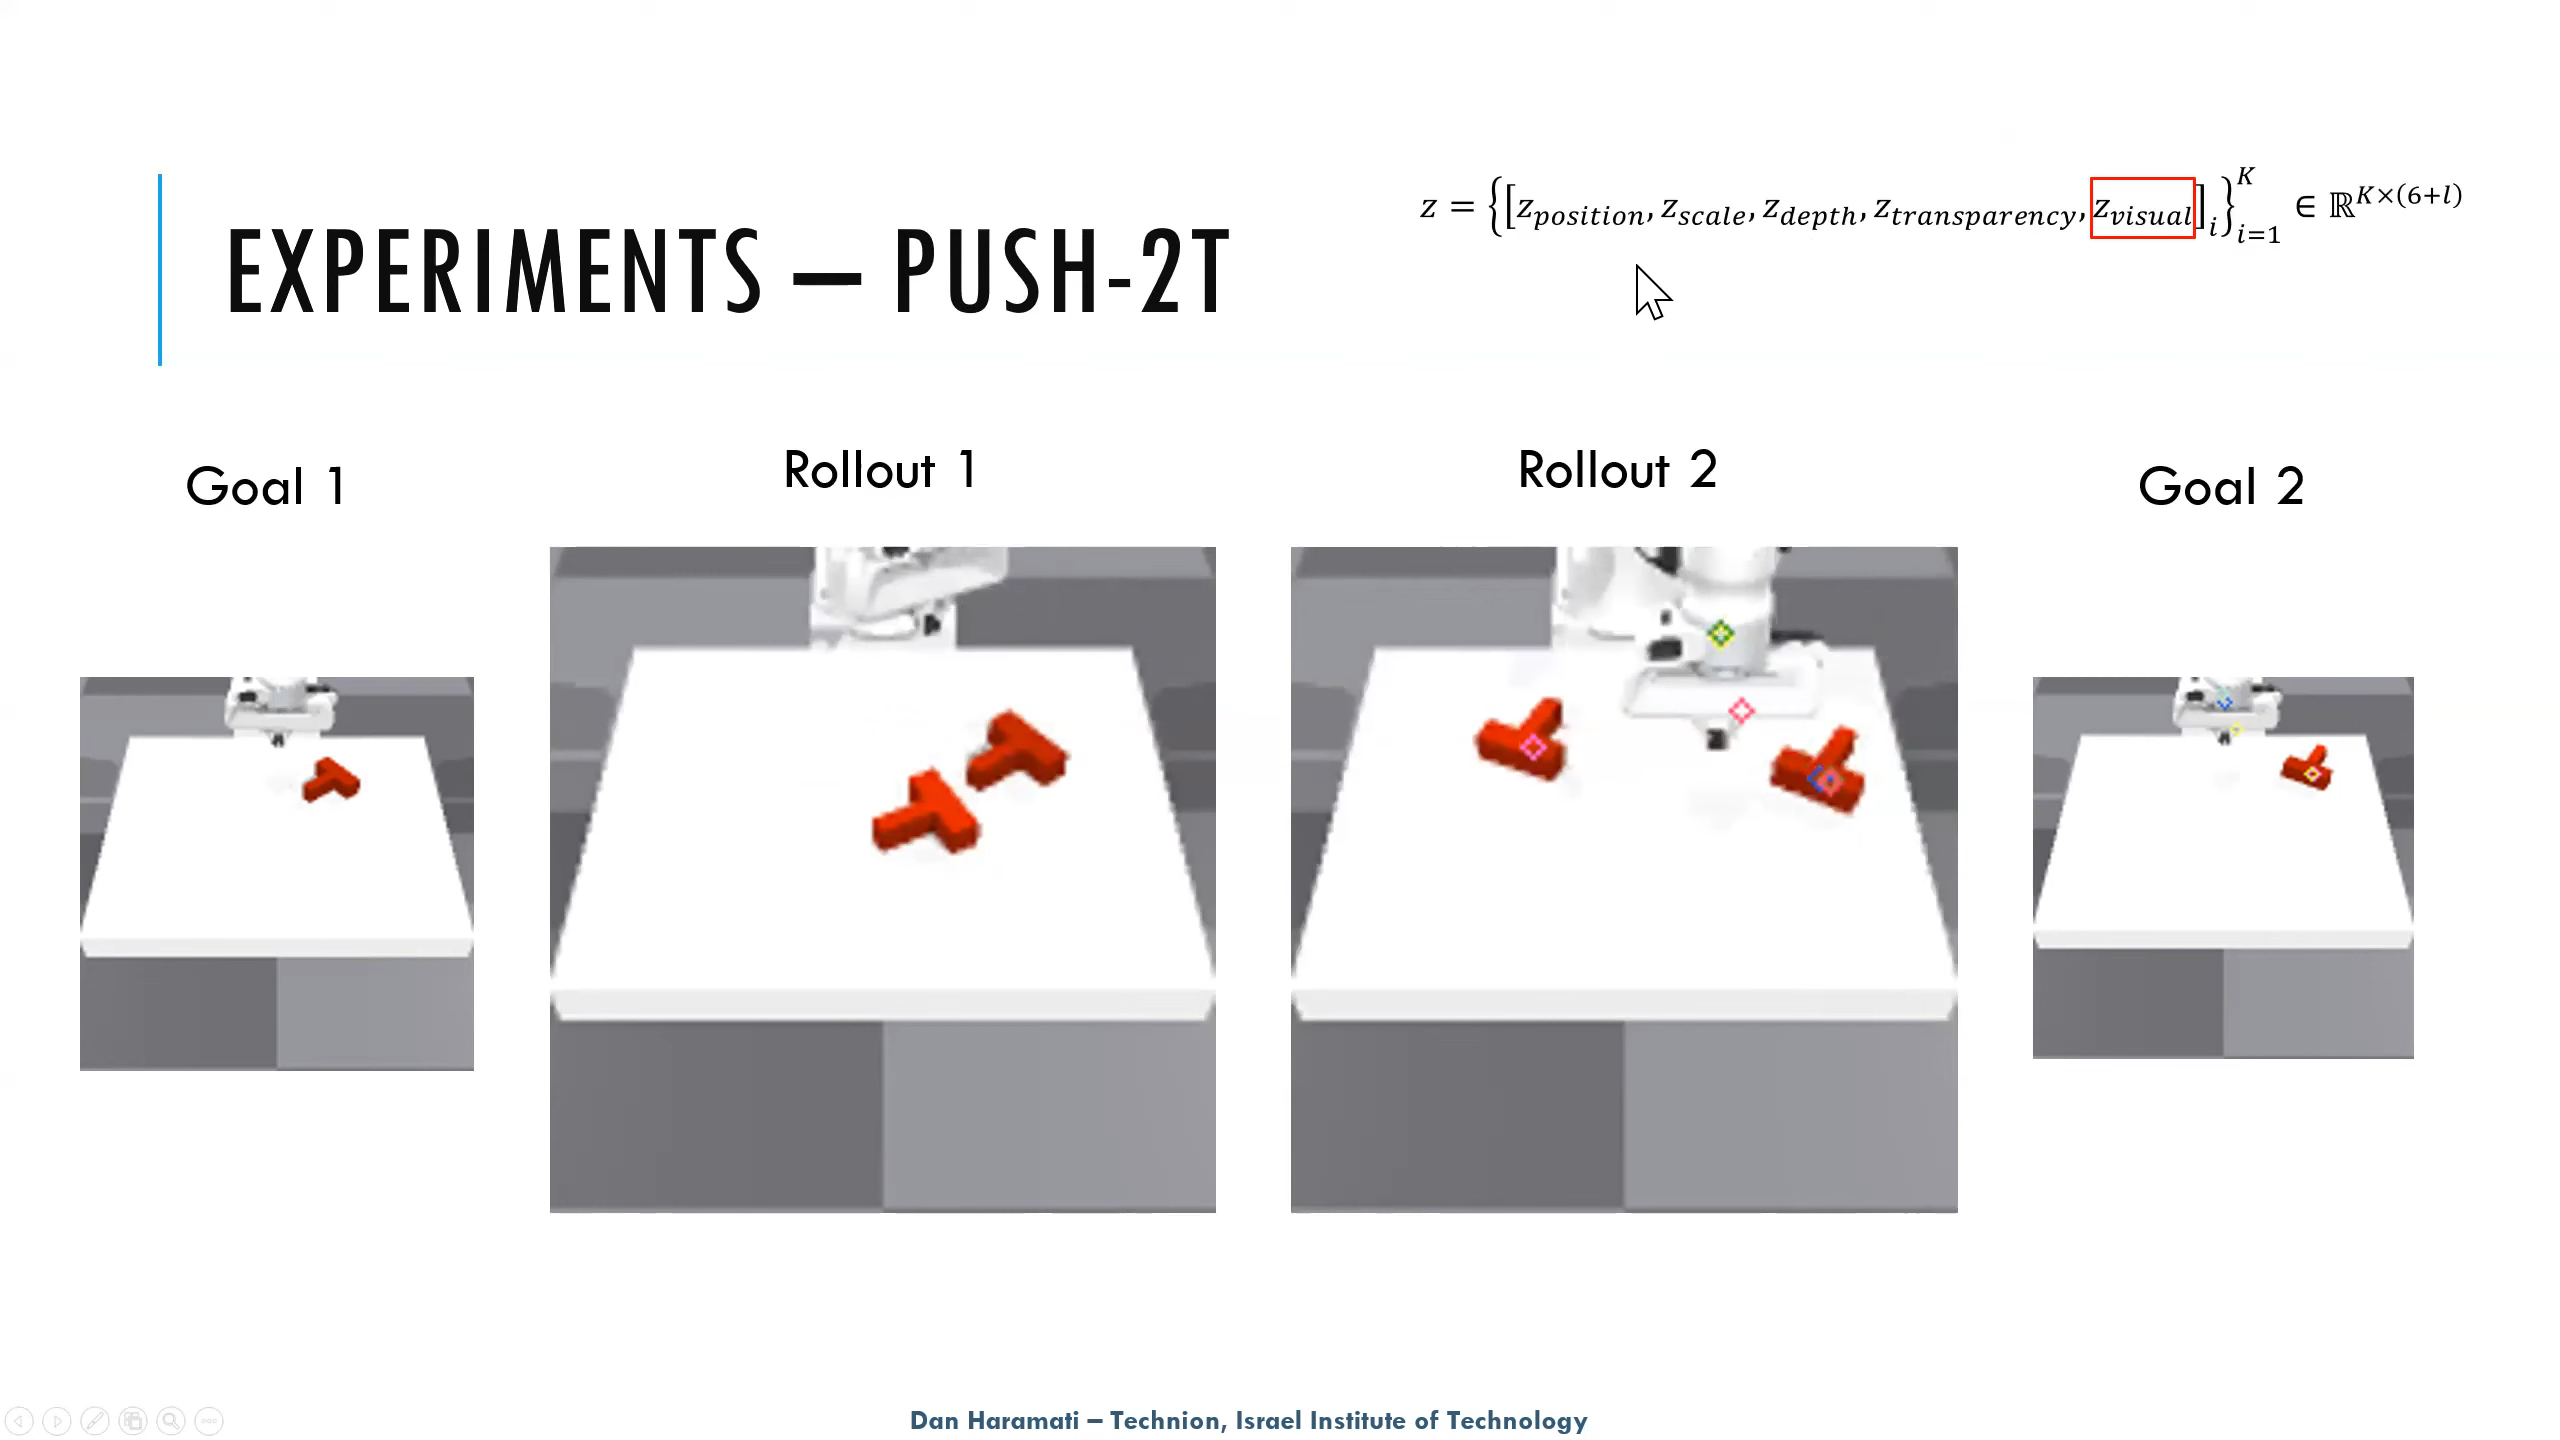 z = {[z_position, z_scale, z_depth, z_transparency, z_visual]_i}_{i=1}^K ∈ ℝ^{K×(6+l)}
EXPERIMENTS – PUSH-2T
Goal 1
Rollout 1
Rollout 2
Goal 2
Dan Haramati – Technion, Israel Institute of Technology